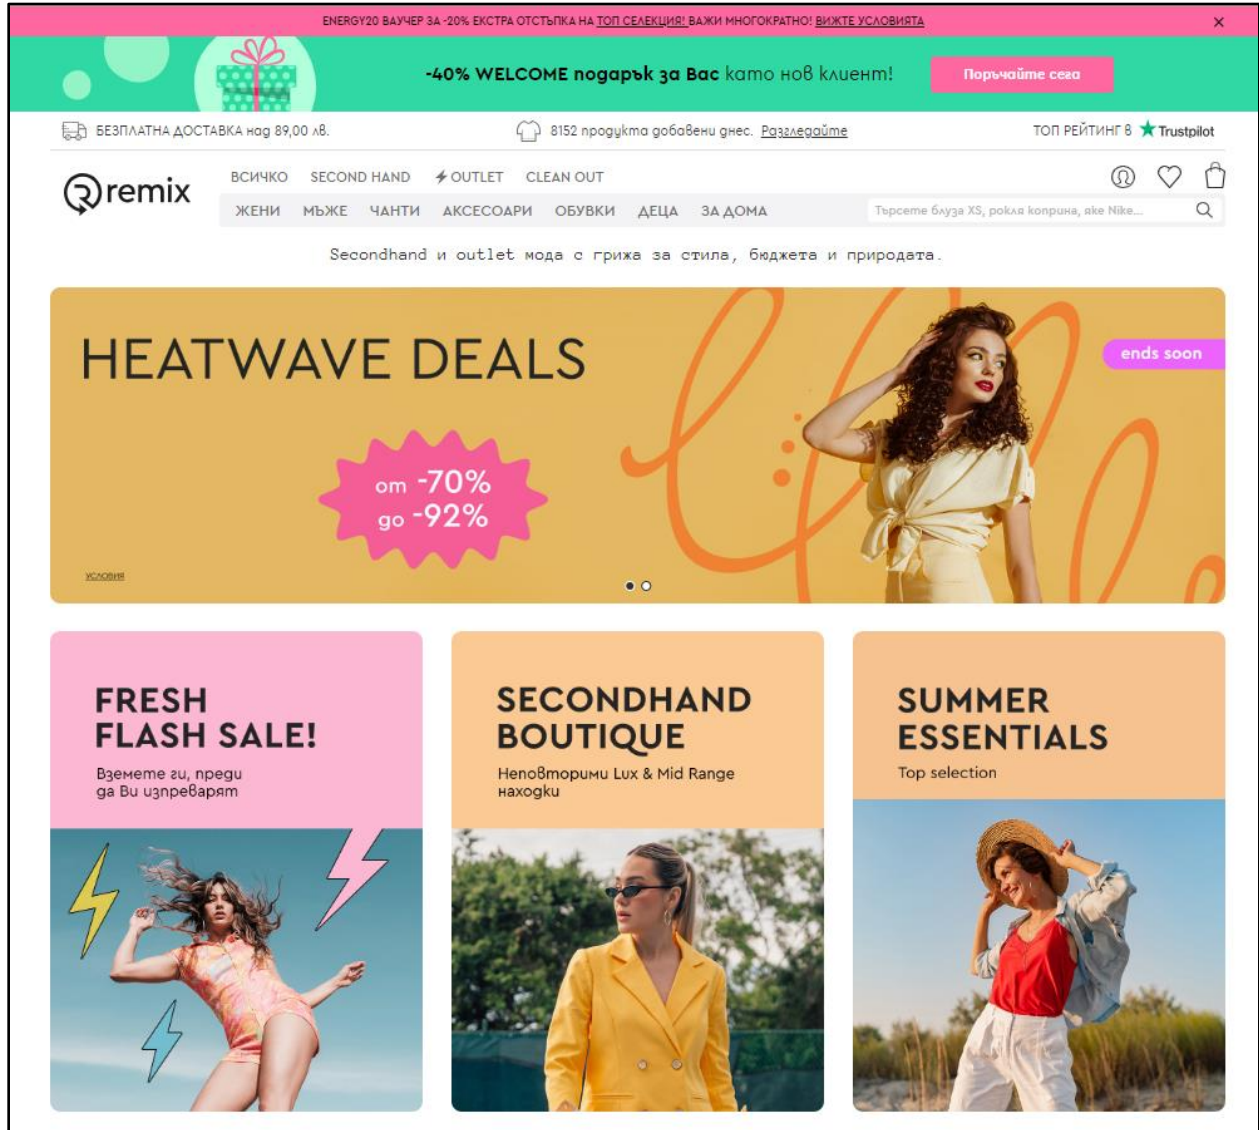 ENERGY20 ВАУЧЕР ЗА -20% ЕКСТРА ОТСТЪПКА НА ТОП СЕЛЕКЦИЯ! ВАЖИ МНОГОКРАТНО! ВИЖТЕ УСЛОВИЯТА
-40% WELCOME подарък за Вас като нов клиент!
Поръчайте сега
БЕЗПЛАТНА ДОСТАВКА над 89,00 лв.
8152 продукта добавени днес. Разгледайте
ТОП РЕЙТИНГ в Trustpilot
remix
ВСИЧКО SECOND HAND OUTLET CLEAN OUT
ЖЕНИ МЪЖЕ ЧАНТИ АКСЕСОАРИ ОБУВКИ ДЕЦА ЗА ДОМА
Търсете блуза XS, рокля коприна, яке Nike...
Secondhand и outlet мода с грижа за стила, бюджета и природата.
HEATWAVE DEALS
ends soon
от -70%
до -92%
УСЛОВИЯ
FRESH
FLASH SALE!
Вземете ги, преди
да Ви изпреварят
SECONDHAND
BOUTIQUE
Неповторими Lux & Mid Range
находки
SUMMER
ESSENTIALS
Top selection